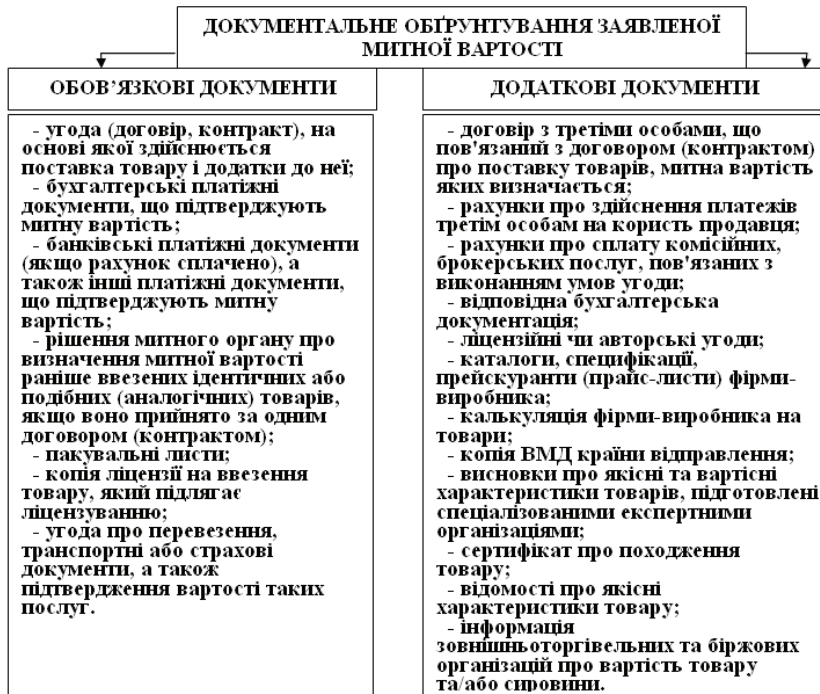 ДОКУМЕНТАЛЬНЕ ОБҐРУНТУВАННЯ ЗАЯВЛЕНОЇ
МИТНОЇ ВАРТОСТІ
ОБОВ’ЯЗКОВІ ДОКУМЕНТИ
- угода (договір, контракт), на
основі якої здійснюється
поставка товару і додатки до неї;
- бухгалтерські платіжні
документи, що підтверджують
митну вартість;
- банківські платіжні документи
(якщо рахунок сплачено), а
також інші платіжні документи,
що підтверджують митну
вартість;
- рішення митного органу про
визначення митної вартості
раніше ввезених ідентичних або
подібних (аналогічних) товарів,
якщо воно прийнято за одним
договором (контрактом);
- пакувальні листи;
- копія ліцензії на ввезення
товару, який підлягає
ліцензуванню;
- угода про перевезення,
транспортні або страхові
документи, а також
підтвердження вартості таких
послуг.
ДОДАТКОВІ ДОКУМЕНТИ
- договір з третіми особами, що
пов'язаний з договором (контрактом)
про поставку товарів, митна вартість
яких визначається;
- рахунки про здійснення платежів
третім особам на користь продавця;
- рахунки про сплату комісійних,
брокерських послуг, пов'язаних з
виконанням умов угоди;
- відповідна бухгалтерська
документація;
- ліцензійні чи авторські угоди;
- каталоги, специфікації,
прейскуранти (прайс-листи) фірми-
виробника;
- калькуляція фірми-виробника на
товари;
- копія ВМД країни відправлення;
- висновки про якісні та вартісні
характеристики товарів, підготовлені
спеціалізованими експертними
організаціями;
- сертифікат про походження
товару;
- відомості про якісні
характеристики товару;
- інформація
зовнішньоторгівельних та біржових
організацій про вартість товару
та/або сировини.